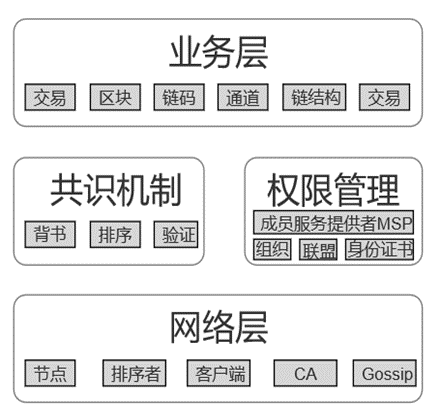 业务层
交易 区块 链码 通道 链结构 交易
共识机制
背书 排序 验证
权限管理
成员服务提供者MSP
组织 联盟 身份证书
网络层
节点 排序者 客户端 CA Gossip